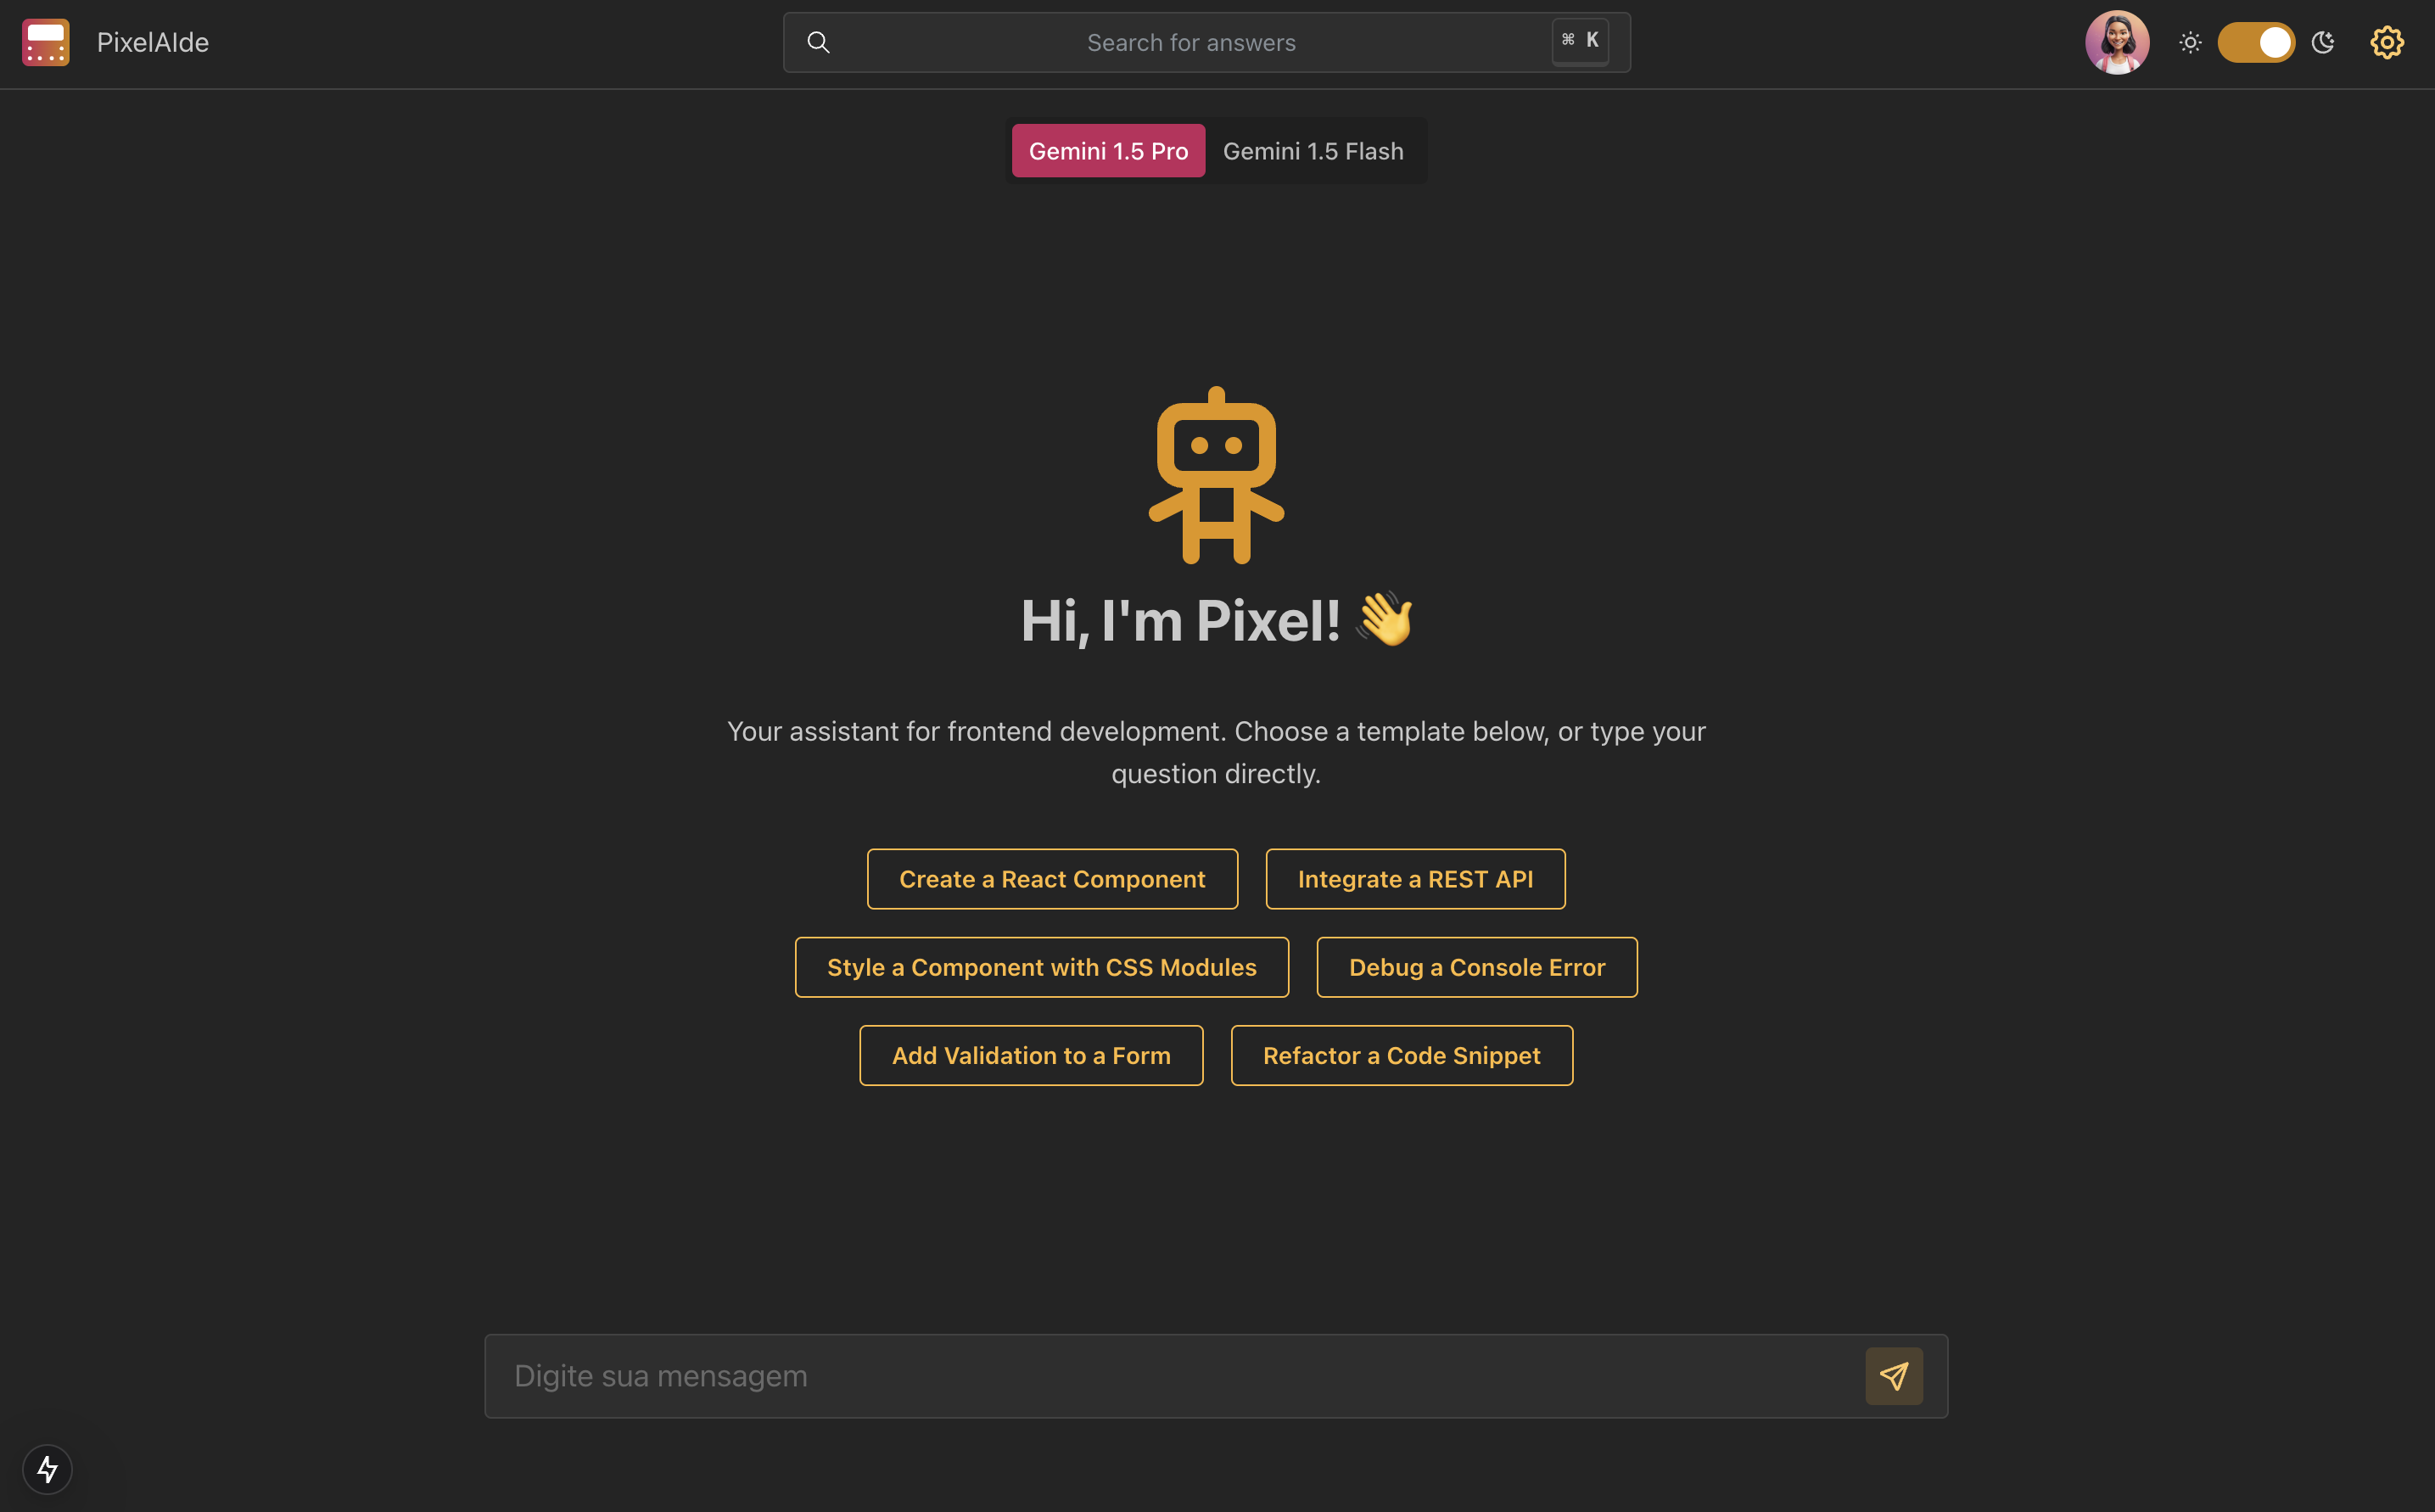 PixelAIde
Search for answers
⌘ K
Gemini 1.5 Pro
Gemini 1.5 Flash
Hi, I'm Pixel! 👋
Your assistant for frontend development. Choose a template below, or type your
question directly.
Create a React Component
Integrate a REST API
Style a Component with CSS Modules
Debug a Console Error
Add Validation to a Form
Refactor a Code Snippet
Digite sua mensagem